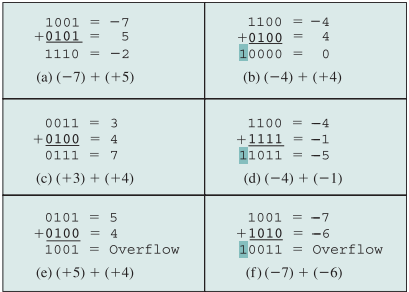 1001 = -7
+0101 = 5
1110 = -2
(a) (−7) + (+5)
1100 = -4
+0100 = 4
10000 = 0
(b) (−4) + (+4)
0011 = 3
+0100 = 4
0111 = 7
(c) (+3) + (+4)
1100 = -4
+1111 = -1
11011 = -5
(d) (−4) + (−1)
0101 = 5
+0100 = 4
1001 = Overflow
(e) (+5) + (+4)
1001 = -7
+1010 = -6
10011 = Overflow
(f) (−7) + (−6)